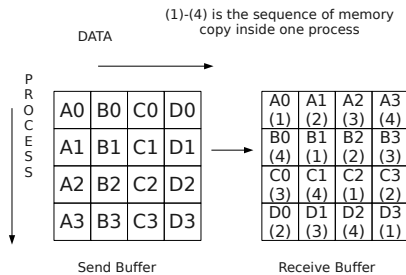 (1)-(4) is the sequence of memory
copy inside one process
DATA
PROCESS
A0 B0 C0 D0
A1 B1 C1 D1
A2 B2 C2 D2
A3 B3 C3 D3
Send Buffer
A0 A1 A2 A3
(1) (2) (3) (4)
B0 B1 B2 B3
(4) (1) (2) (3)
C0 C1 C2 C3
(3) (4) (1) (2)
D0 D1 D2 D3
(2) (3) (4) (1)
Receive Buffer